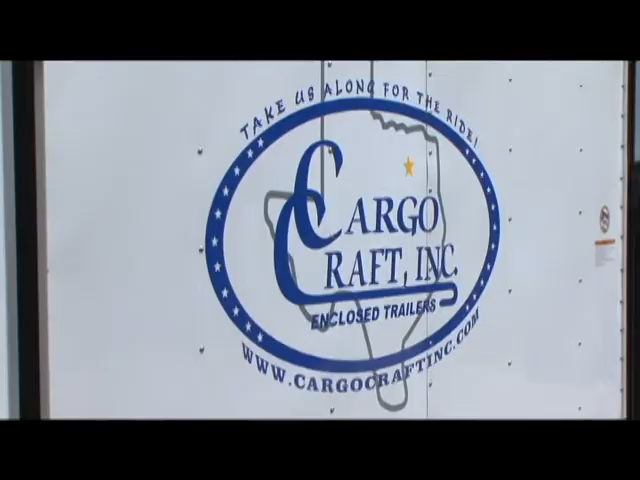 TAKE US ALONG FOR THE RIDE!
CARGO
CRAFT, INC.
ENCLOSED TRAILERS
WWW.CARGOCRAFTINC.COM